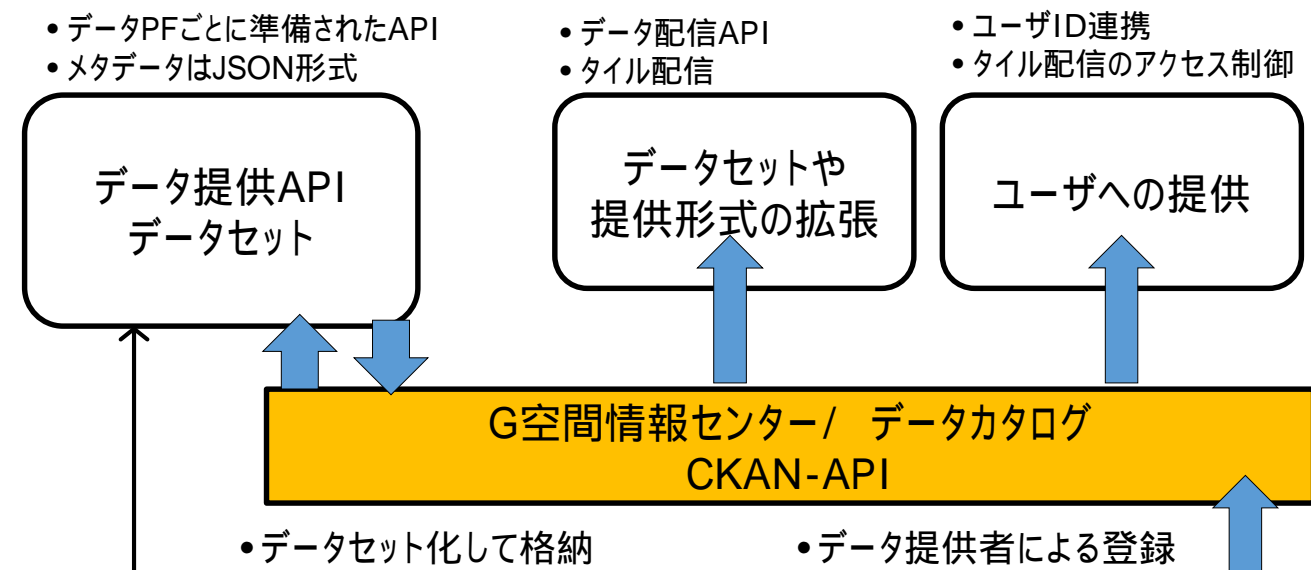 •データPFごとに準備されたAPI
•メタデータはJSON形式
•データ配信API
•タイル配信
•ユーザID連携
•タイル配信のアクセス制御
データ提供API
データセット
データセットや
提供形式の拡張
ユーザへの提供
G空間情報センター/ データカタログ
CKAN-API
•データセット化して格納
•データ提供者による登録